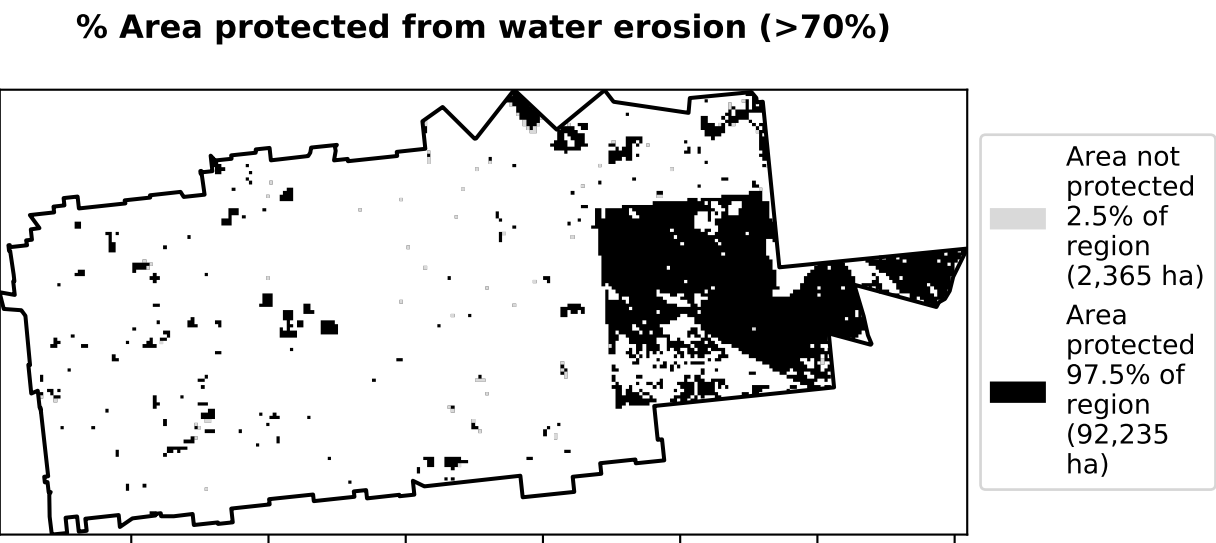 % Area protected from water erosion (>70%)
Area not
protected
2.5% of
region
(2,365 ha)
Area
protected
97.5% of
region
(92,235
ha)